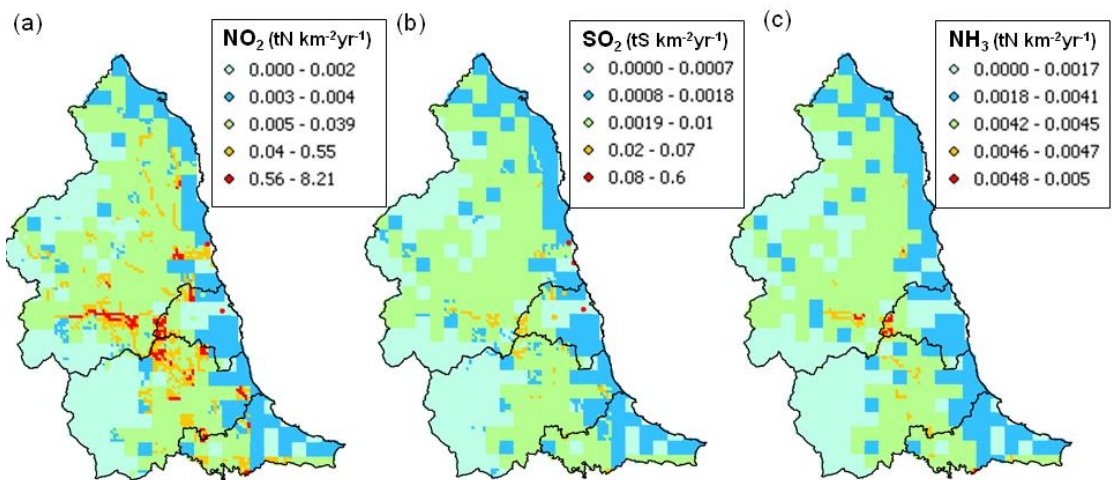 (a)
NO₂ (tN km⁻²yr⁻¹)
0.000 - 0.002
0.003 - 0.004
0.005 - 0.039
0.04 - 0.55
0.56 - 8.21
(b)
SO₂ (tS km⁻²yr⁻¹)
0.0000 - 0.0007
0.0008 - 0.0018
0.0019 - 0.01
0.02 - 0.07
0.08 - 0.6
(c)
NH₃ (tN km⁻²yr⁻¹)
0.0000 - 0.0017
0.0018 - 0.0041
0.0042 - 0.0045
0.0046 - 0.0047
0.0048 - 0.005